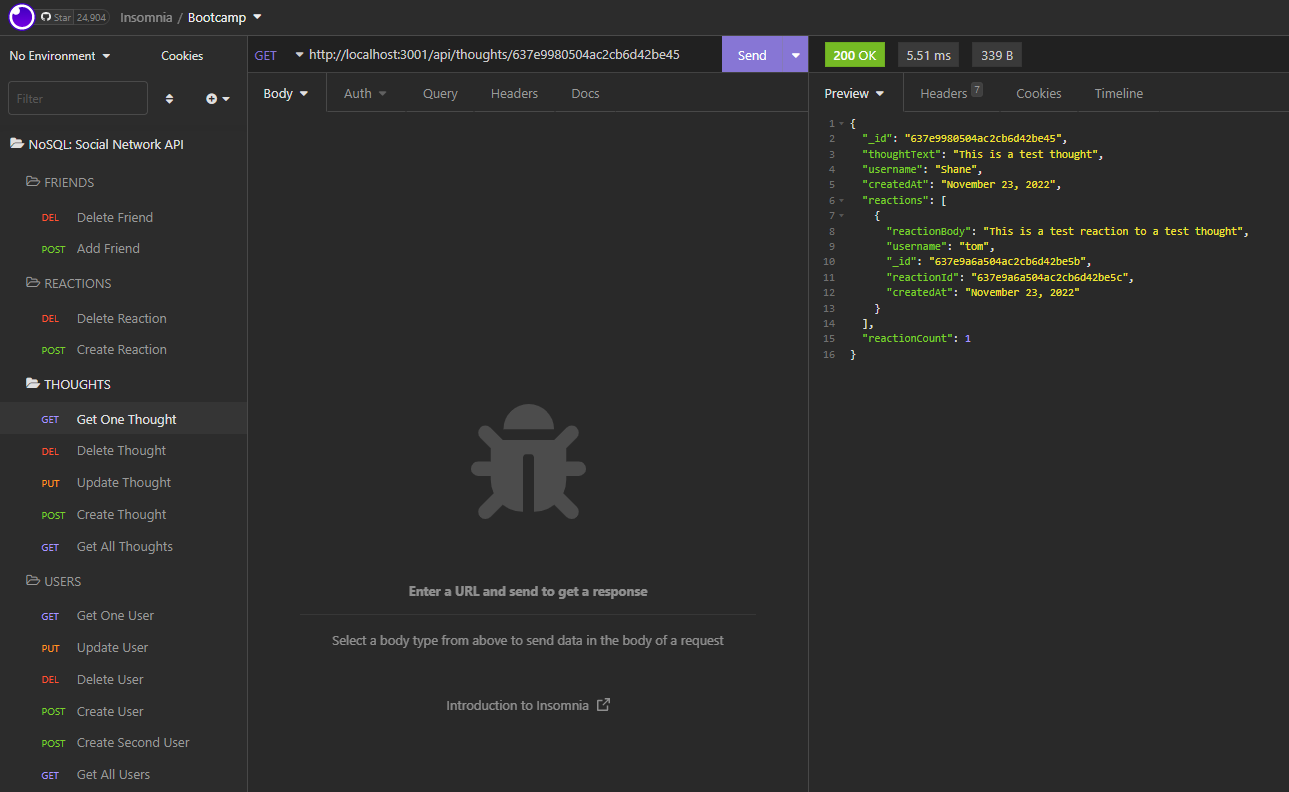 Star 24,904 Insomnia / Bootcamp
No Environment Cookies
Filter
NoSQL: Social Network API
FRIENDS
DEL Delete Friend
POST Add Friend
REACTIONS
DEL Delete Reaction
POST Create Reaction
THOUGHTS
GET Get One Thought
DEL Delete Thought
PUT Update Thought
POST Create Thought
GET Get All Thoughts
USERS
GET Get One User
PUT Update User
DEL Delete User
POST Create User
POST Create Second User
GET Get All Users
GET http://localhost:3001/api/thoughts/637e9980504ac2cb6d42be45 Send
Body Auth Query Headers Docs
Enter a URL and send to get a response
Select a body type from above to send data in the body of a request
Introduction to Insomnia
200 OK 5.51 ms 339 B
Preview Headers 7 Cookies Timeline
1 {
2 "_id": "637e9980504ac2cb6d42be45",
3 "thoughtText": "This is a test thought",
4 "username": "Shane",
5 "createdAt": "November 23, 2022",
6 "reactions": [
7 {
8 "reactionBody": "This is a test reaction to a test thought",
9 "username": "tom",
10 "_id": "637e9a6a504ac2cb6d42be5b",
11 "reactionId": "637e9a6a504ac2cb6d42be5c",
12 "createdAt": "November 23, 2022"
13 }
14 ],
15 "reactionCount": 1
16 }